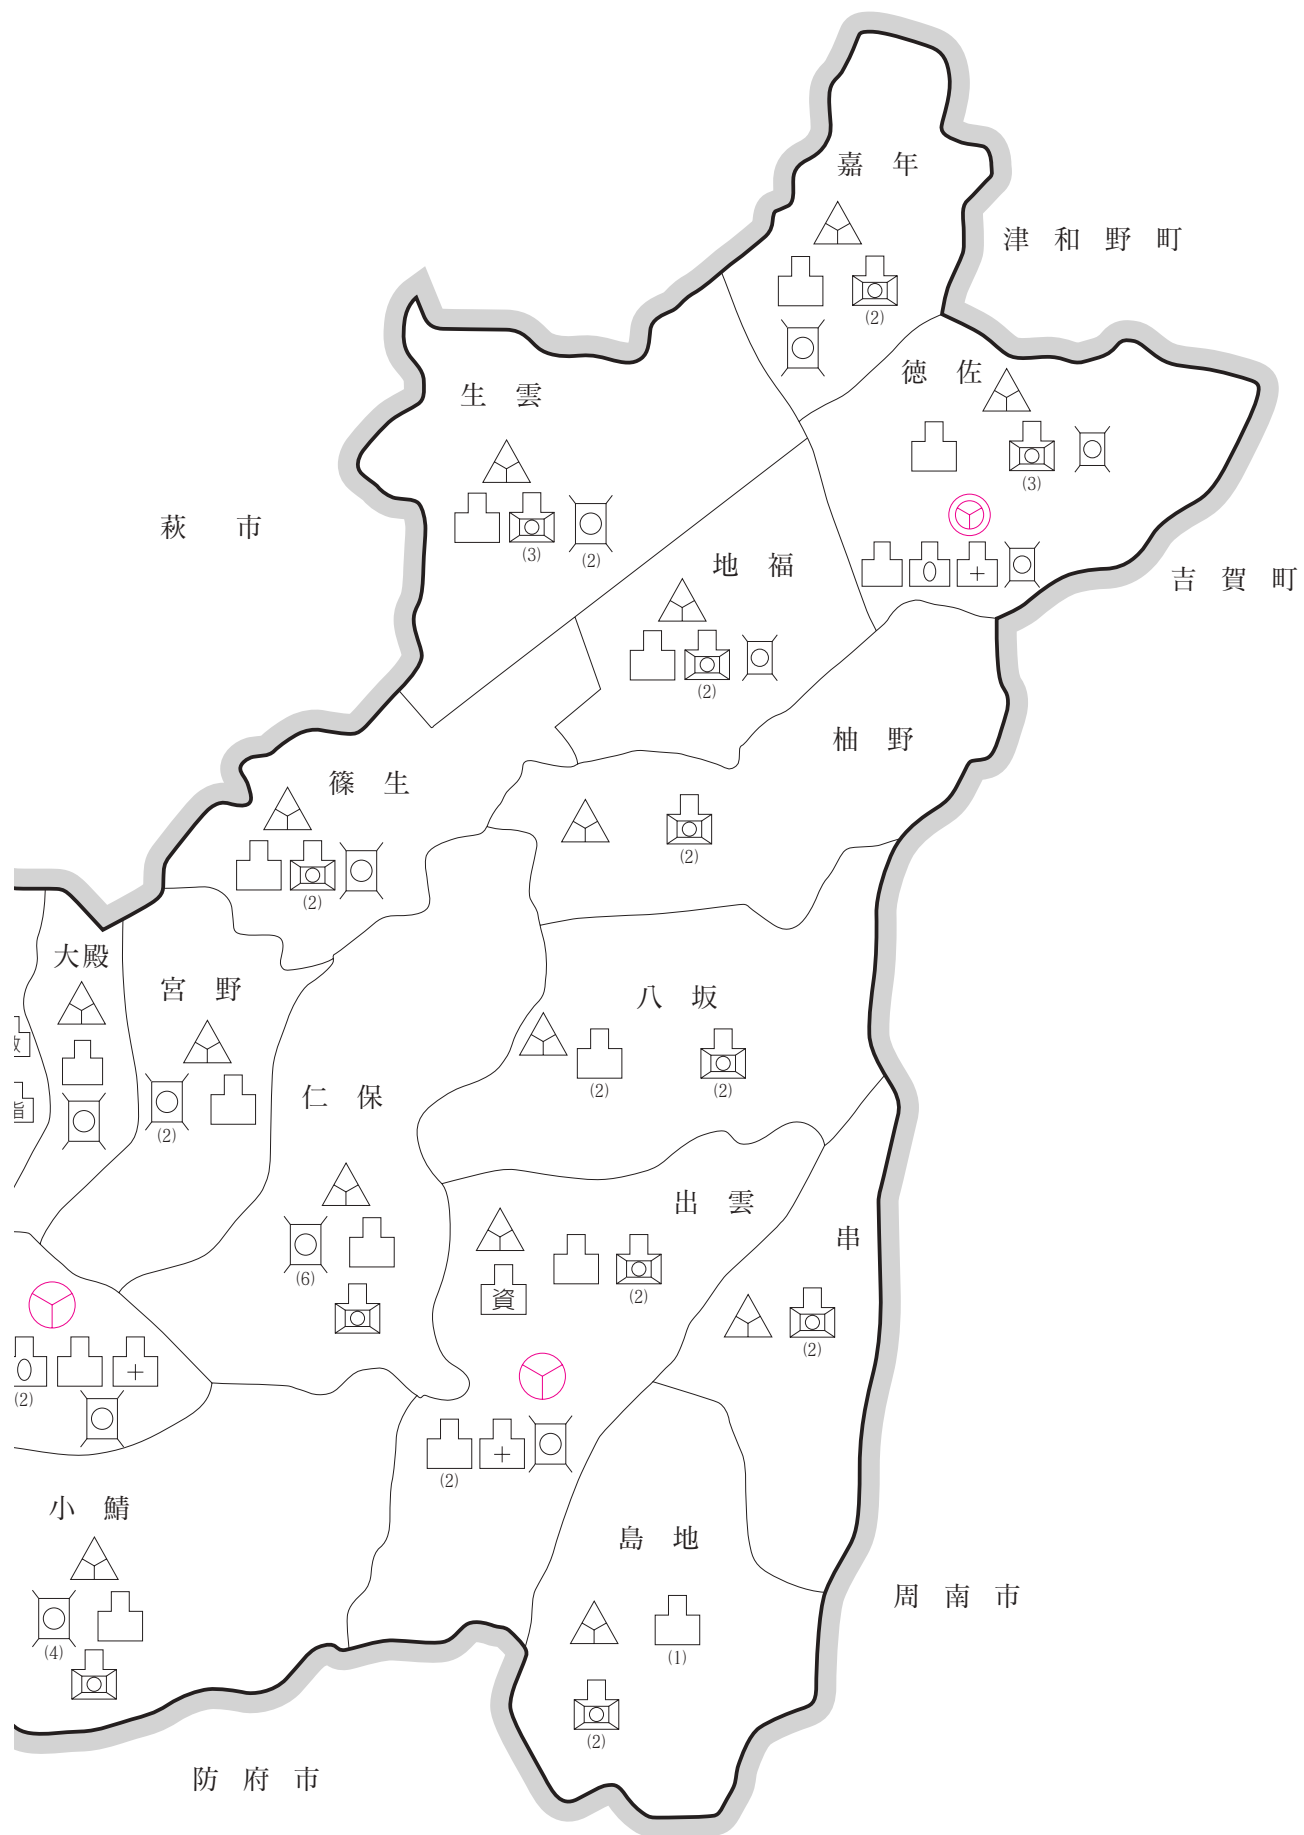 嘉年
津和野町
(2)
徳佐
生雲
(3)
萩市
(3)
(2)
地福
吉賀町
(2)
柚野
篠生
(2)
(2)
大殿
宮野
八坂
(2)
(2)
(2)
仁保
出雲
串
(6)
資
(2)
(2)
(2)
(2)
小鯖
島地
周南市
(4)
(1)
(2)
防府市